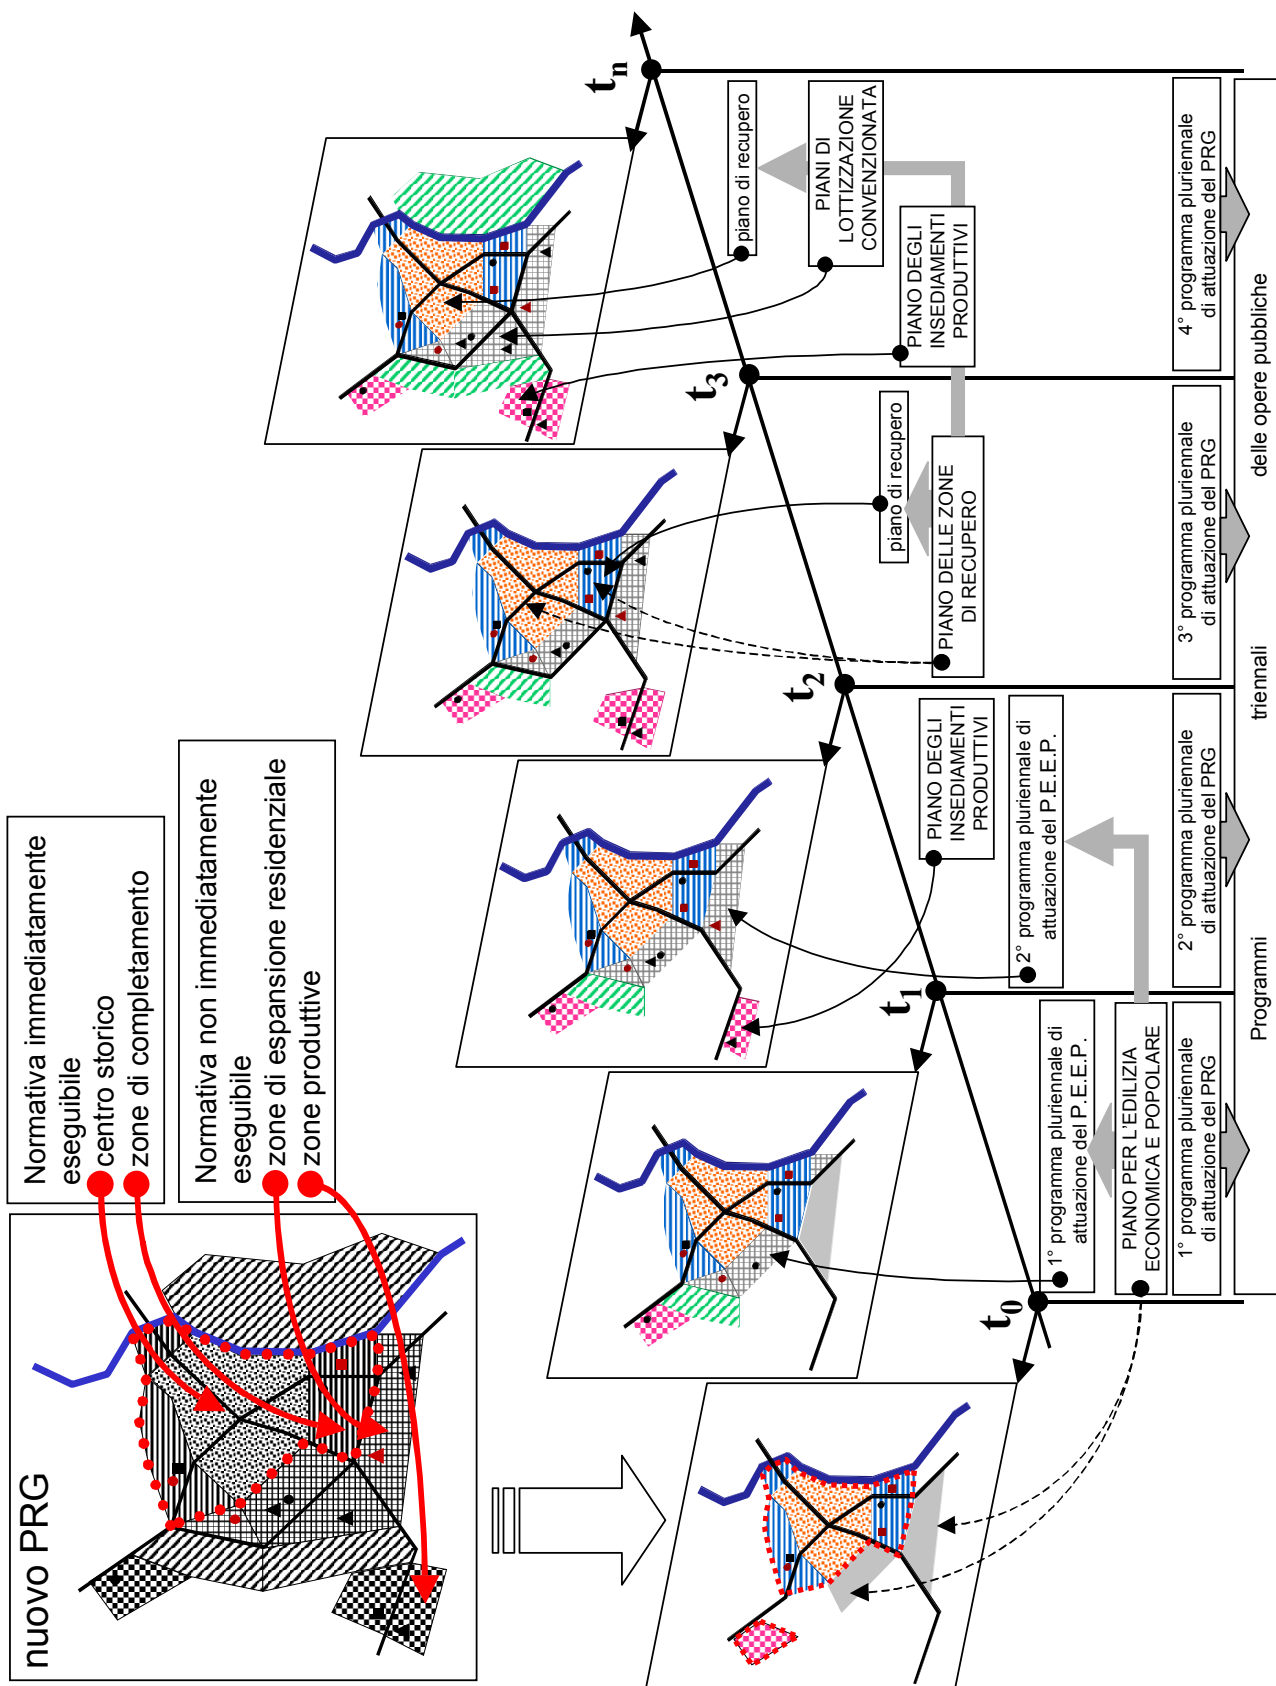 nuovo PRG
Normativa immediatamente
eseguibile
centro storico
zone di completamento
Normativa non immediatamente
eseguibile
zone di espansione residenziale
zone produttive
t0
t1
t2
t3
tn
1° programma pluriennale di
attuazione del P.E.E.P.
PIANO PER L'EDILIZIA
ECONOMICA E POPOLARE
1° programma pluriennale
di attuazione del PRG
PIANO DEGLI
INSEDIAMENTI
PRODUTTIVI
2° programma pluriennale di
attuazione del P.E.E.P.
2° programma pluriennale
di attuazione del PRG
piano di recupero
PIANO DELLE ZONE
DI RECUPERO
3° programma pluriennale
di attuazione del PRG
piano di recupero
PIANI DI
LOTTIZZAZIONE
CONVENZIONATA
PIANO DEGLI
INSEDIAMENTI
PRODUTTIVI
4° programma pluriennale
di attuazione del PRG
Programmi triennali delle opere pubbliche